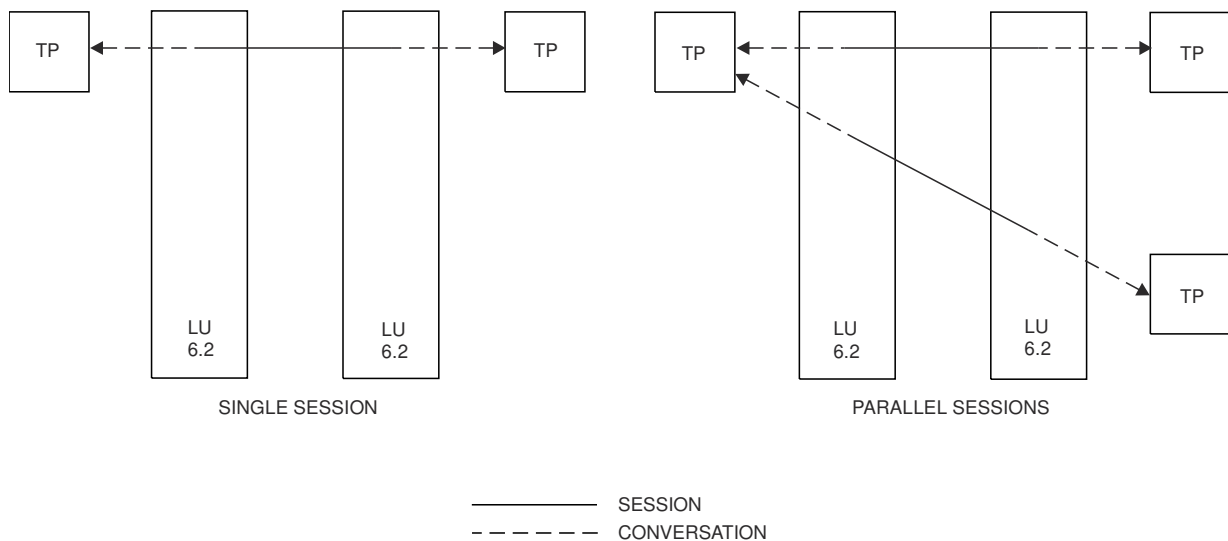 TP
TP
TP
TP
TP
LU
6.2
LU
6.2
LU
6.2
LU
6.2
SINGLE SESSION
PARALLEL SESSIONS
SESSION
CONVERSATION